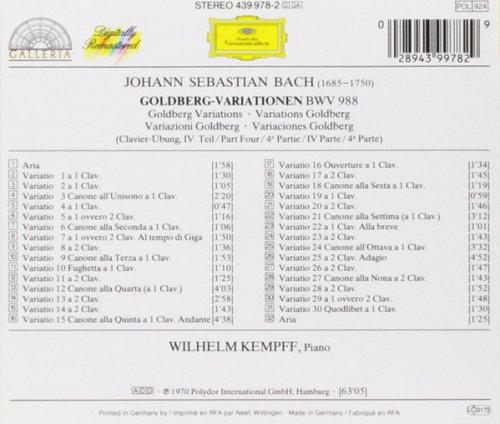 STEREO 439 978-2 GGA
POL 924
GALLERIA
Digitally
Remastered
Deutsche
Grammophon
0
9
28943 99782
JOHANN SEBASTIAN BACH (1685–1750)
GOLDBERG-VARIATIONEN BWV 988
Goldberg Variations · Variations Goldberg
Variazioni Goldberg · Variaciones Goldberg
(Clavier-Übung, IV. Teil / Part Four / 4e Partie / IV Parte / 4a Parte)
1 Aria [1'58]
2 Variatio 1 a 1 Clav. [1'30]
3 Variatio 2 a 1 Clav. [1'05]
4 Variatio 3 Canone all'Unisono a 1 Clav. [2'20]
5 Variatio 4 a 1 Clav. [0'47]
6 Variatio 5 a 1 ovvero 2 Clav. [1'16]
7 Variatio 6 Canone alla Seconda a 1 Clav. [1'06]
8 Variatio 7 a 1 ovvero 2 Clav. Al tempo di Giga [1'50]
9 Variatio 8 a 2 Clav. [1'36]
10 Variatio 9 Canone alla Terza a 1 Clav. [1'53]
11 Variatio 10 Fughetta a 1 Clav. [1'10]
12 Variatio 11 a 2 Clav. [1'25]
13 Variatio 12 Canone alla Quarta (a 1 Clav.) [4'03]
14 Variatio 13 a 2 Clav. [2'58]
15 Variatio 14 a 2 Clav. [1'43]
16 Variatio 15 Canone alla Quinta a 1 Clav. Andante [4'38]
17 Variatio 16 Ouverture a 1 Clav. [1'34]
18 Variatio 17 a 2 Clav. [1'45]
19 Variatio 18 Canone alla Sesta a 1 Clav. [1'19]
20 Variatio 19 a 1 Clav. [0'59]
21 Variatio 20 a 2 Clav. [1'46]
22 Variatio 21 Canone alla Settima (a 1 Clav.) [3'12]
23 Variatio 22 a 1 Clav. Alla breve [1'01]
24 Variatio 23 a 2 Clav. [1'43]
25 Variatio 24 Canone all'Ottava a 1 Clav. [3'32]
26 Variatio 25 a 2 Clav. Adagio [4'52]
27 Variatio 26 a 2 Clav. [1'21]
28 Variatio 27 Canone alla Nona a 2 Clav. [1'43]
29 Variatio 28 a 2 Clav. [1'52]
30 Variatio 29 a 1 ovvero 2 Clav. [1'48]
31 Variatio 30 Quodlibet a 1 Clav. [1'31]
32 Aria [1'25]
WILHELM KEMPFF, Piano
ADD · ℗ 1970 Polydor International GmbH, Hamburg · [63'05]
Printed in Germany by / Imprimé en RFA par Neef, Wittingen · Made in Germany / Fabriqué en RFA
LC 0173